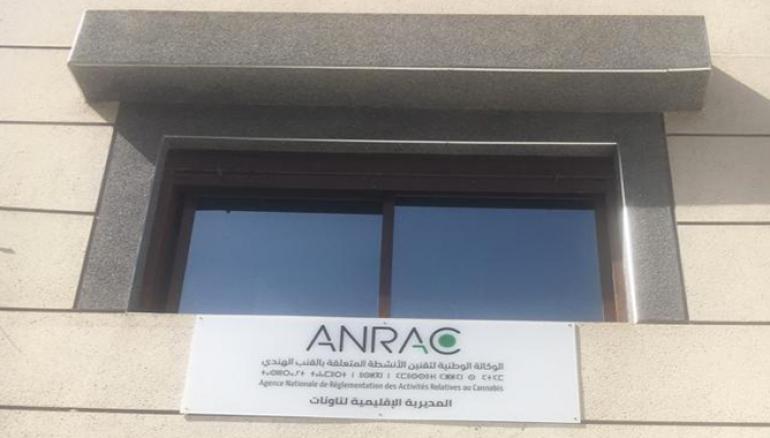 ANRAC
الوكالة الوطنية لتقنين الأنشطة المتعلقة بالقنب الهندي
Agence Nationale de Réglementation des Activités Relatives au Cannabis
المديرية الإقليمية لتاونات